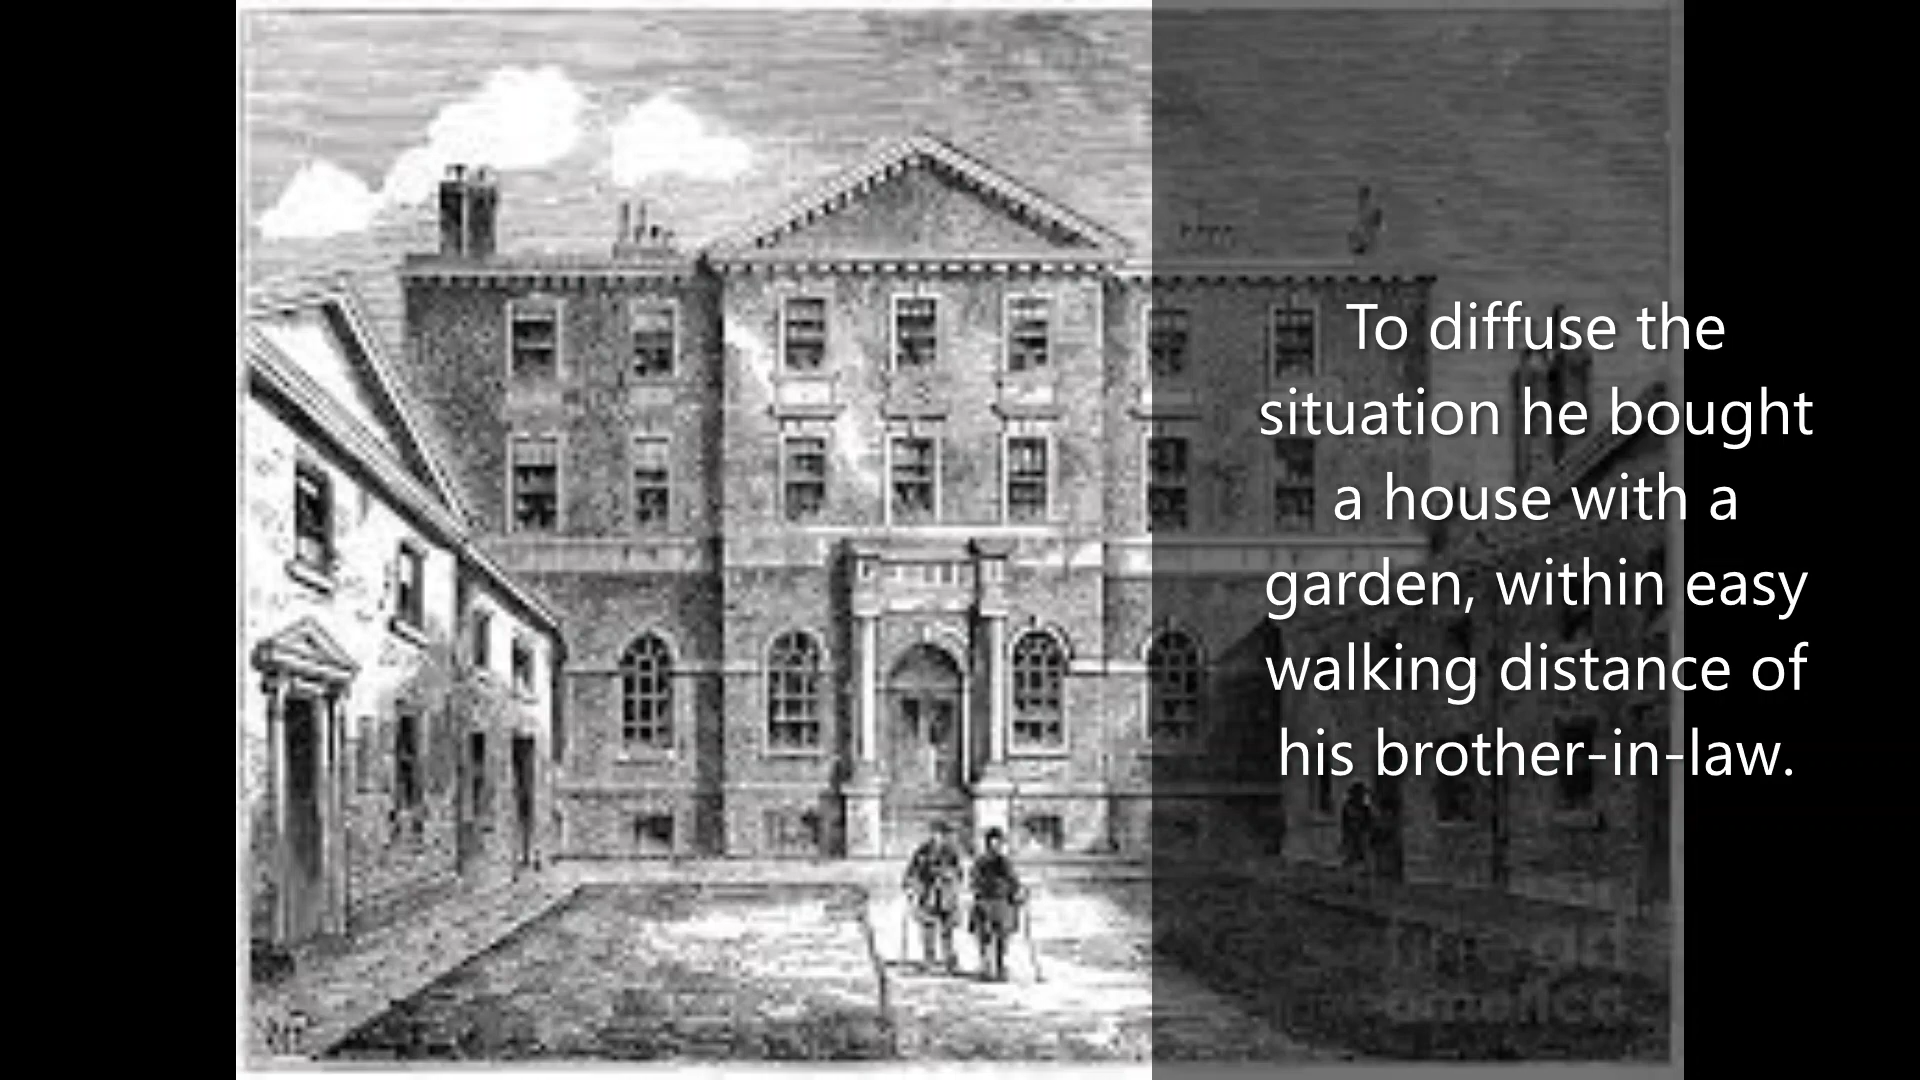 To diffuse the
situation he bought
a house with a
garden, within easy
walking distance of
his brother-in-law.